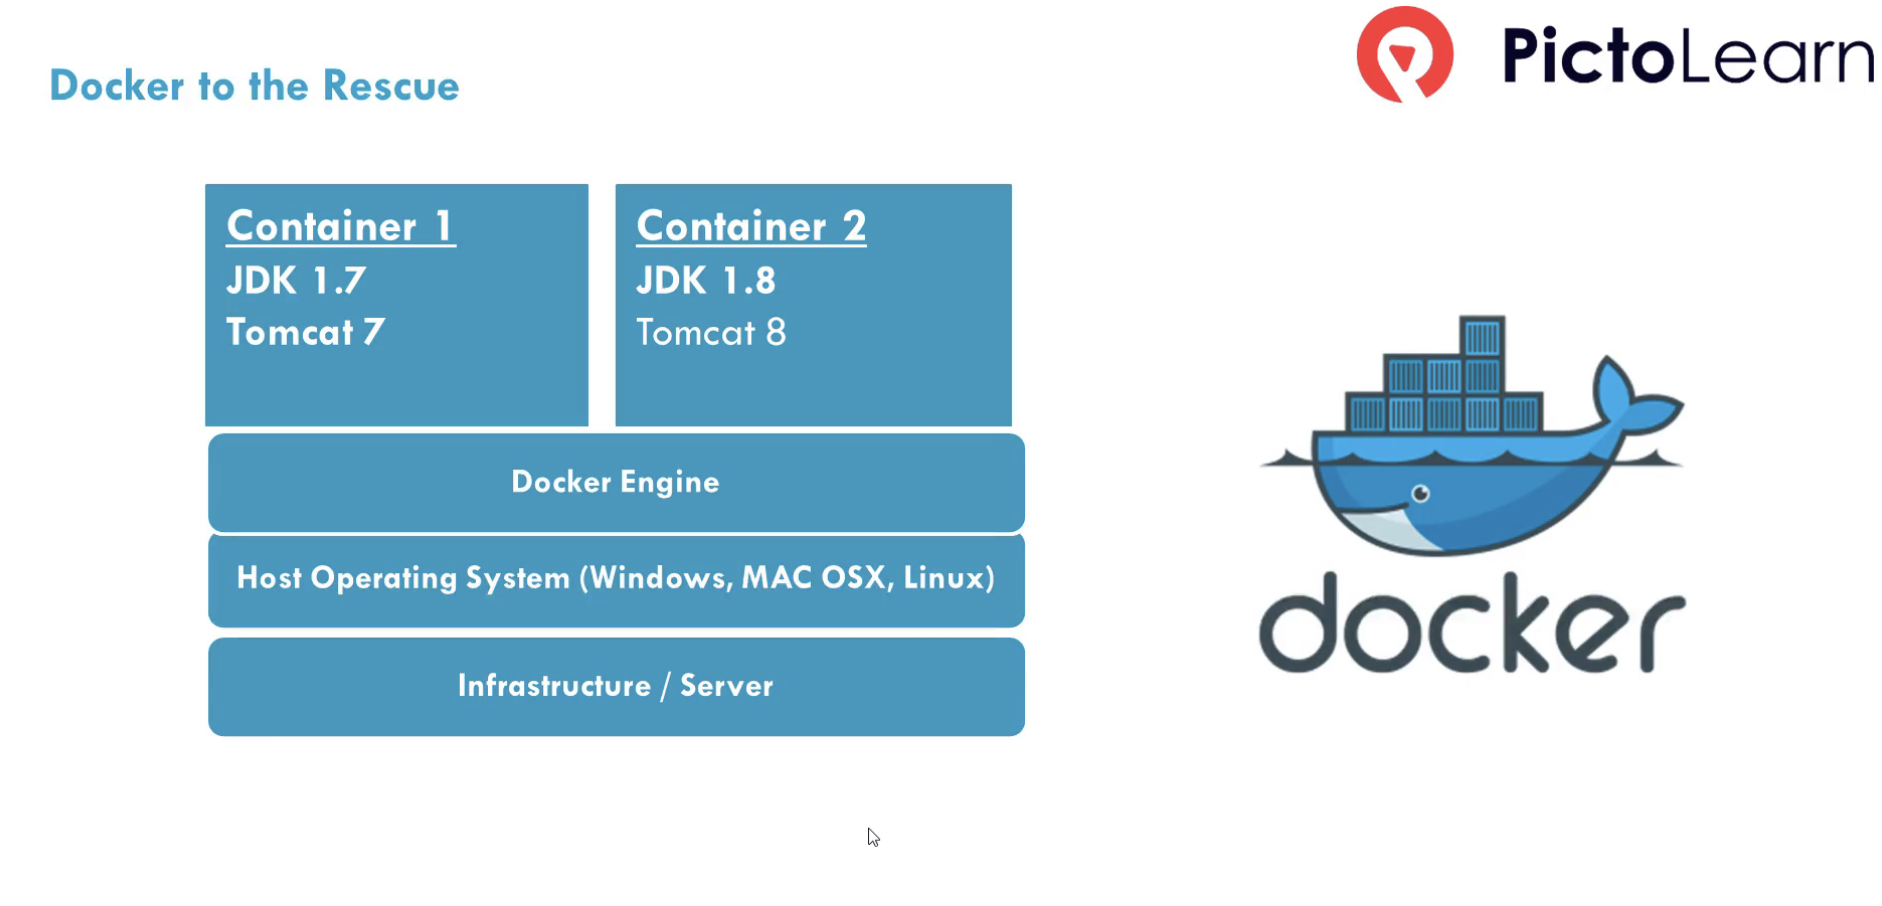 PictoLearn
Docker to the Rescue
Container 1
JDK 1.7
Tomcat 7
Container 2
JDK 1.8
Tomcat 8
Docker Engine
Host Operating System (Windows, MAC OSX, Linux)
Infrastructure / Server
docker